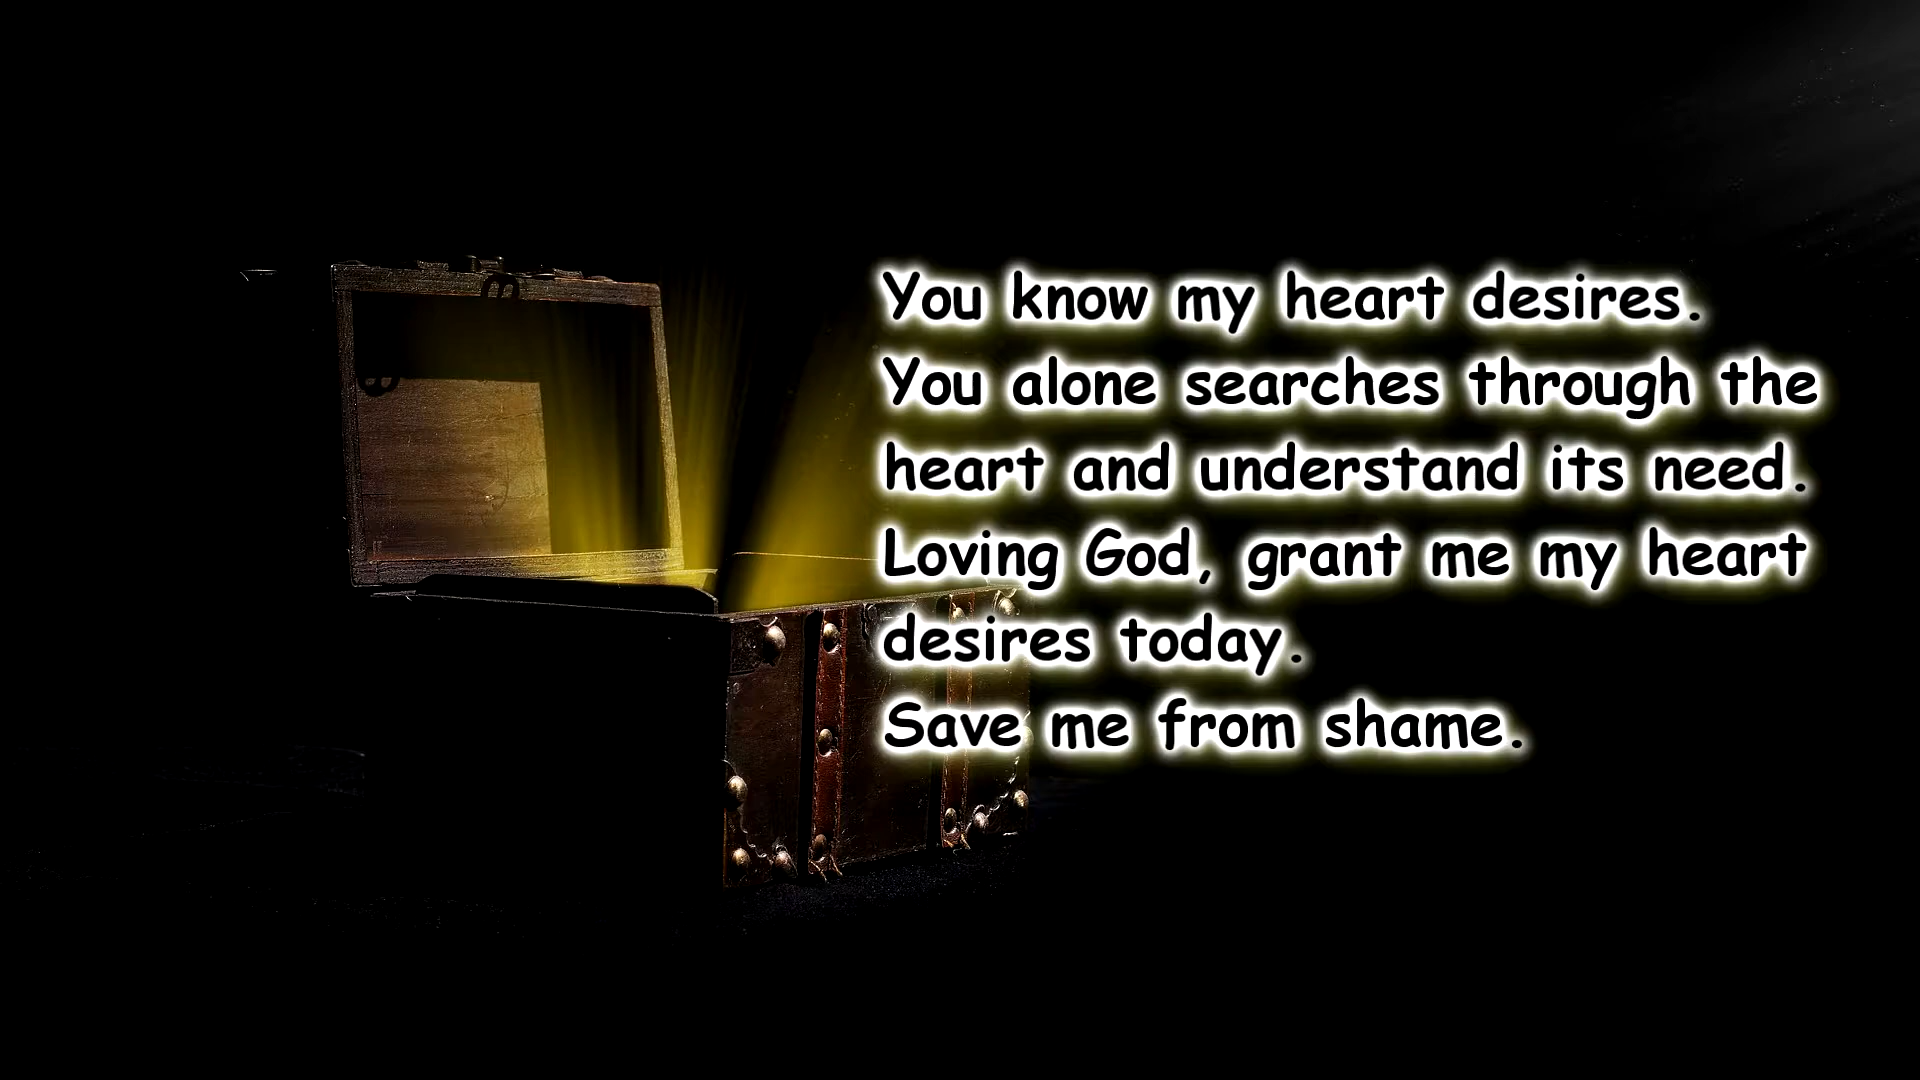 You know my heart desires.
You alone searches through the
heart and understand its need.
Loving God, grant me my heart
desires today.
Save me from shame.